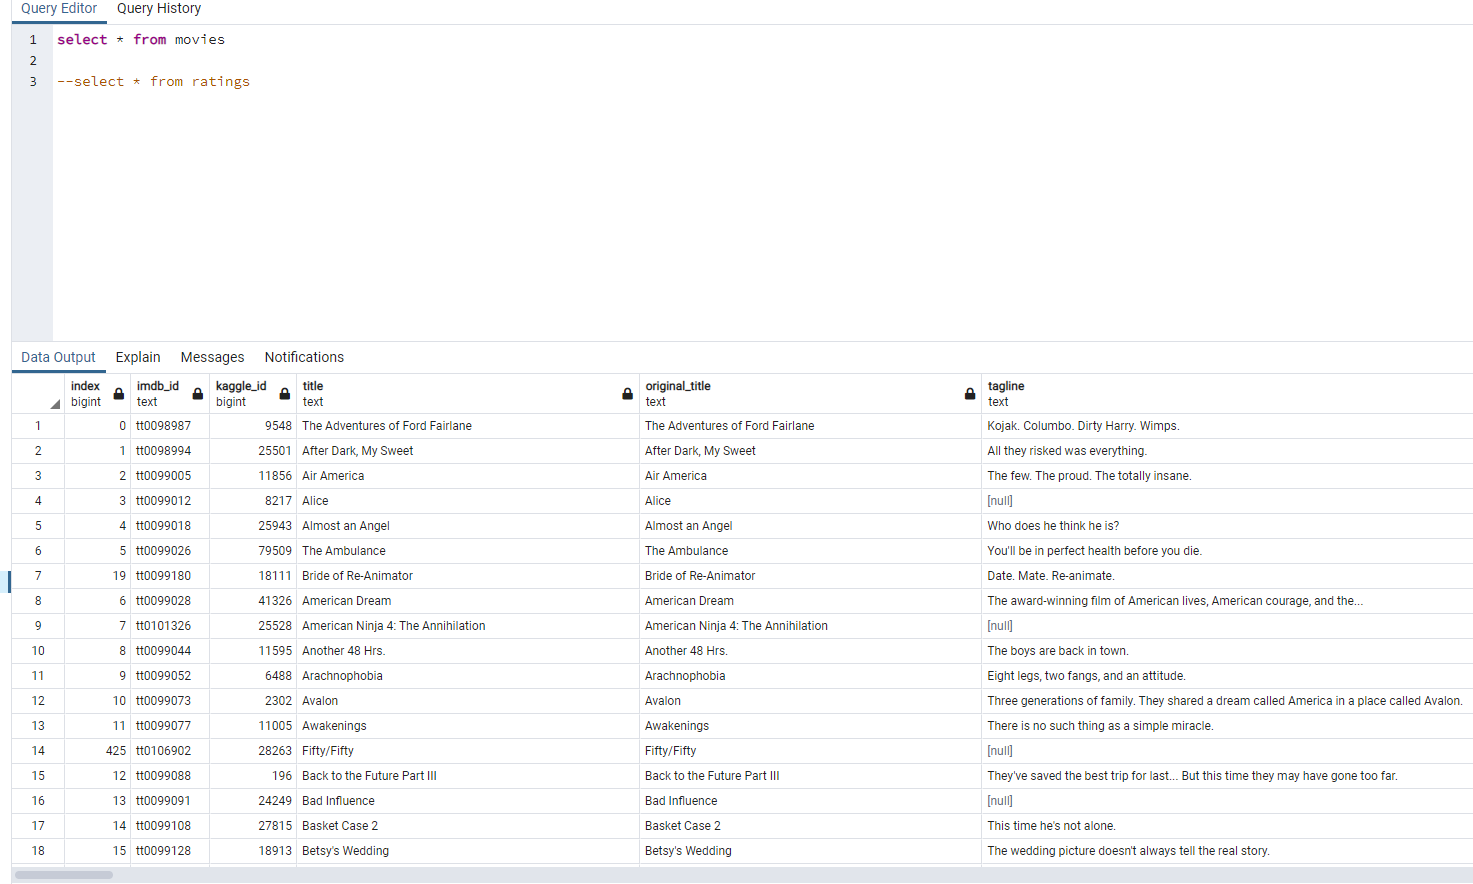 Query Editor Query History
1 select * from movies
2
3 --select * from ratings
Data Output Explain Messages Notifications
index imdb_id kaggle_id title original_title tagline
bigint text bigint text text text
1 0 tt0098987 9548 The Adventures of Ford Fairlane The Adventures of Ford Fairlane Kojak. Columbo. Dirty Harry. Wimps.
2 1 tt0098994 25501 After Dark, My Sweet After Dark, My Sweet All they risked was everything.
3 2 tt0099005 11856 Air America Air America The few. The proud. The totally insane.
4 3 tt0099012 8217 Alice Alice [null]
5 4 tt0099018 25943 Almost an Angel Almost an Angel Who does he think he is?
6 5 tt0099026 79509 The Ambulance The Ambulance You'll be in perfect health before you die.
7 19 tt0099180 18111 Bride of Re-Animator Bride of Re-Animator Date. Mate. Re-animate.
8 6 tt0099028 41326 American Dream American Dream The award-winning film of American lives, American courage, and the...
9 7 tt0101326 25528 American Ninja 4: The Annihilation American Ninja 4: The Annihilation [null]
10 8 tt0099044 11595 Another 48 Hrs. Another 48 Hrs. The boys are back in town.
11 9 tt0099052 6488 Arachnophobia Arachnophobia Eight legs, two fangs, and an attitude.
12 10 tt0099073 2302 Avalon Avalon Three generations of family. They shared a dream called America in a place called Avalon.
13 11 tt0099077 11005 Awakenings Awakenings There is no such thing as a simple miracle.
14 425 tt0106902 28263 Fifty/Fifty Fifty/Fifty [null]
15 12 tt0099088 196 Back to the Future Part III Back to the Future Part III They've saved the best trip for last... But this time they may have gone too far.
16 13 tt0099091 24249 Bad Influence Bad Influence [null]
17 14 tt0099108 27815 Basket Case 2 Basket Case 2 This time he's not alone.
18 15 tt0099128 18913 Betsy's Wedding Betsy's Wedding The wedding picture doesn't always tell the real story.